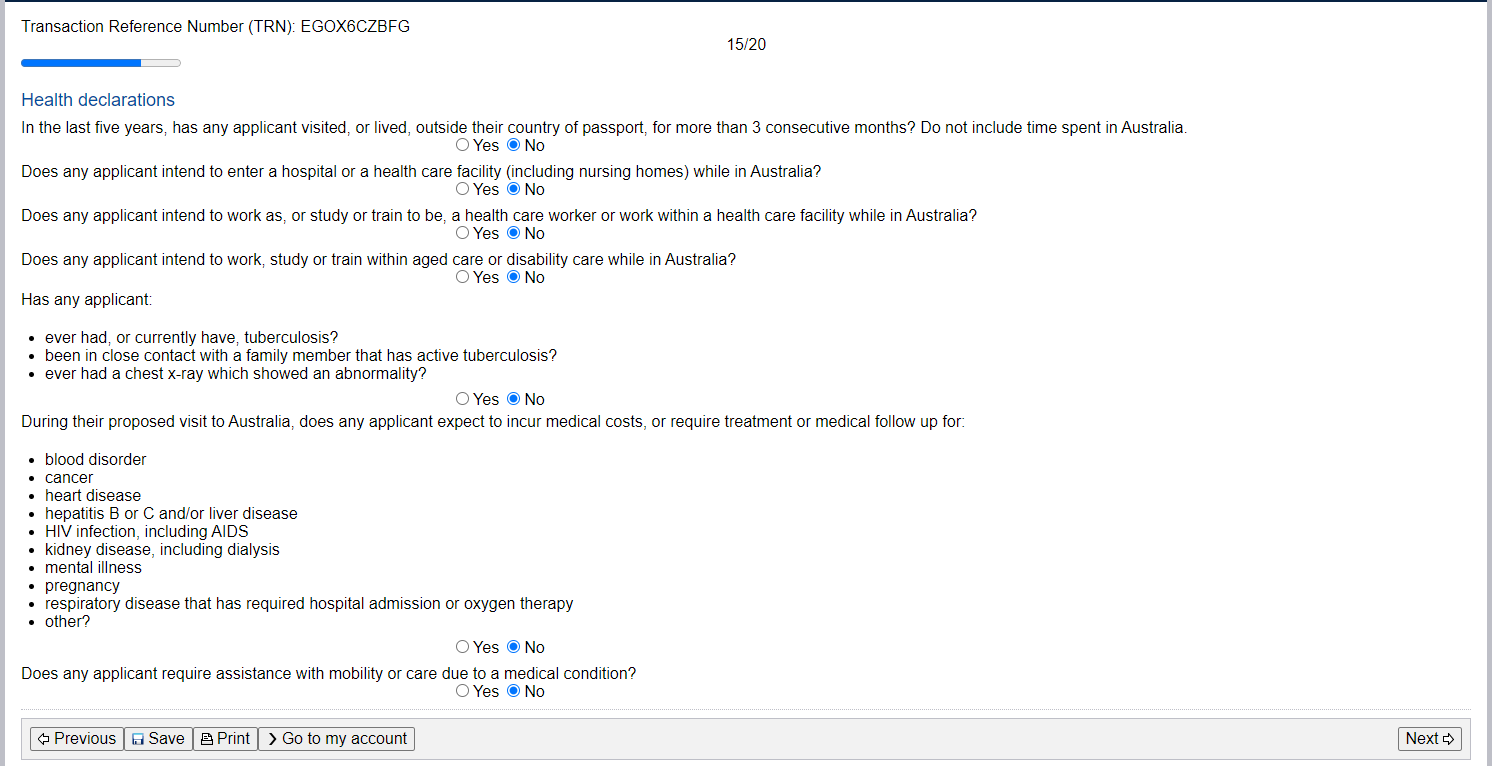 Transaction Reference Number (TRN): EGOX6CZBFG
15/20
Health declarations
In the last five years, has any applicant visited, or lived, outside their country of passport, for more than 3 consecutive months? Do not include time spent in Australia.
Yes No
Does any applicant intend to enter a hospital or a health care facility (including nursing homes) while in Australia?
Yes No
Does any applicant intend to work as, or study or train to be, a health care worker or work within a health care facility while in Australia?
Yes No
Does any applicant intend to work, study or train within aged care or disability care while in Australia?
Yes No
Has any applicant:
• ever had, or currently have, tuberculosis?
• been in close contact with a family member that has active tuberculosis?
• ever had a chest x-ray which showed an abnormality?
Yes No
During their proposed visit to Australia, does any applicant expect to incur medical costs, or require treatment or medical follow up for:
• blood disorder
• cancer
• heart disease
• hepatitis B or C and/or liver disease
• HIV infection, including AIDS
• kidney disease, including dialysis
• mental illness
• pregnancy
• respiratory disease that has required hospital admission or oxygen therapy
• other?
Yes No
Does any applicant require assistance with mobility or care due to a medical condition?
Yes No
Previous Save Print Go to my account Next